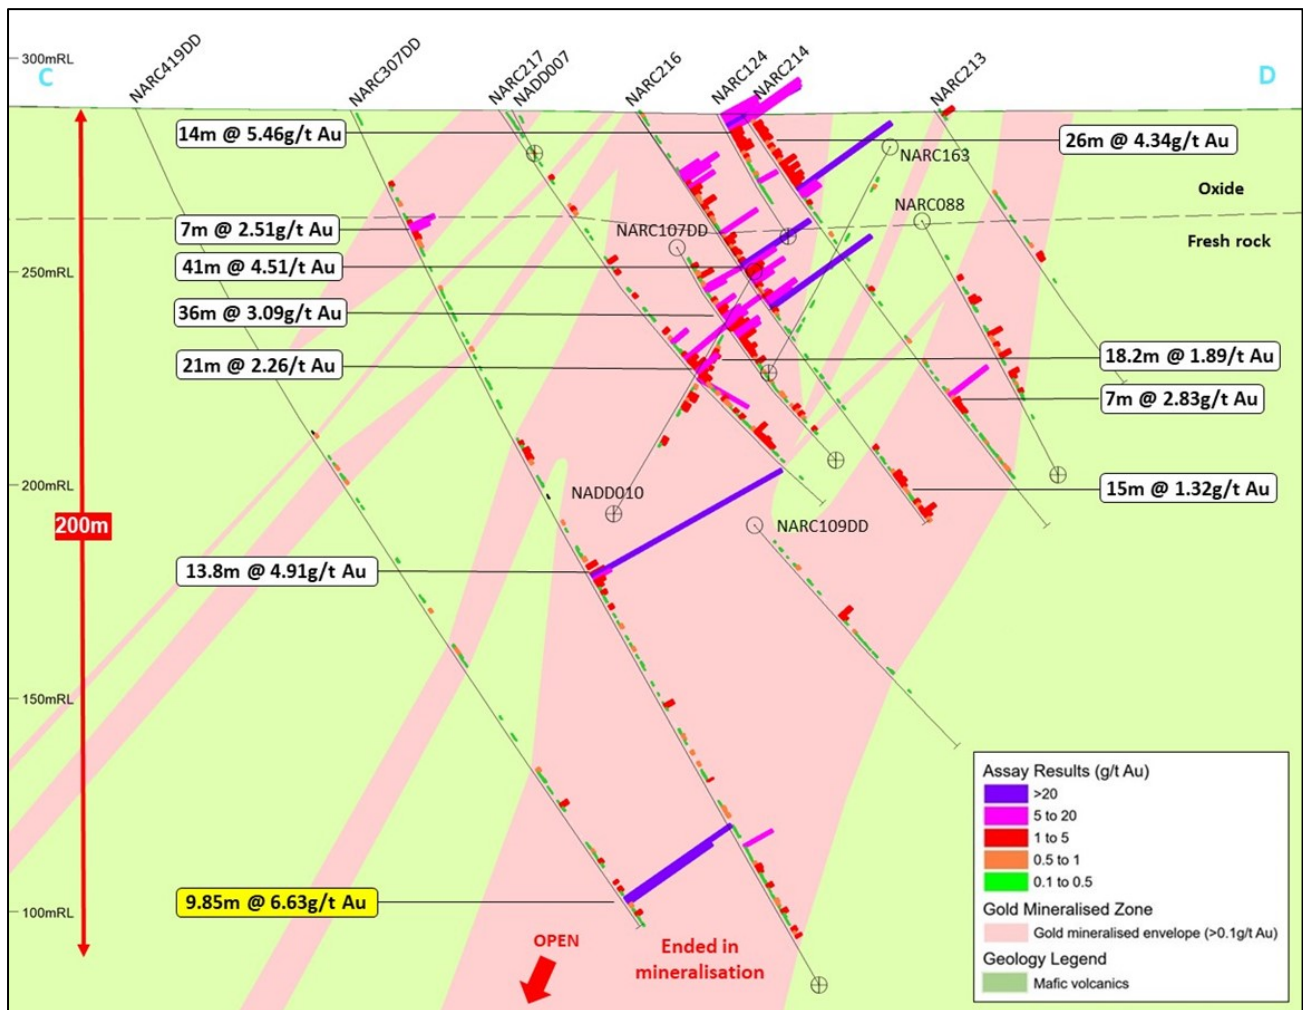 300mRL
C
NARC419DD
NARC307DD
NARC217
NADD007
NARC216
NARC124
NARC214
NARC213
D
14m @ 5.46g/t Au
26m @ 4.34g/t Au
NARC163
Oxide
NARC088
7m @ 2.51g/t Au
NARC107DD
Fresh rock
41m @ 4.51/t Au
250mRL
36m @ 3.09g/t Au
21m @ 2.26/t Au
18.2m @ 1.89/t Au
7m @ 2.83g/t Au
200mRL
NADD010
15m @ 1.32g/t Au
200m
NARC109DD
13.8m @ 4.91g/t Au
150mRL
9.85m @ 6.63g/t Au
100mRL
OPEN
Ended in
mineralisation
Assay Results (g/t Au)
>20
5 to 20
1 to 5
0.5 to 1
0.1 to 0.5
Gold Mineralised Zone
Gold mineralised envelope (>0.1g/t Au)
Geology Legend
Mafic volcanics